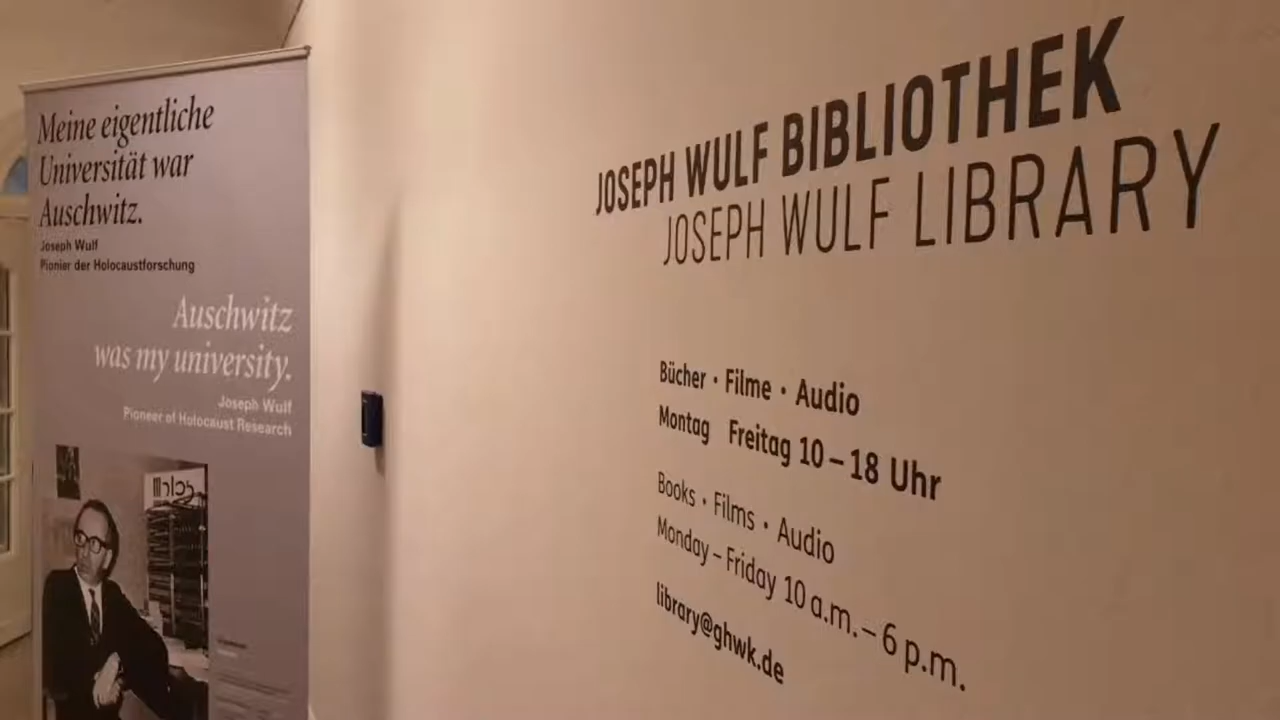 Meine eigentliche
Universität war
Auschwitz.
Joseph Wulf
Pionier der Holocaustforschung
Auschwitz
was my university.
Joseph Wulf
Pioneer of Holocaust Research
JOSEPH WULF BIBLIOTHEK
JOSEPH WULF LIBRARY
Bücher · Filme · Audio
Montag Freitag 10 – 18 Uhr
Books · Films · Audio
Monday – Friday 10 a.m. – 6 p.m.
library@ghwk.de